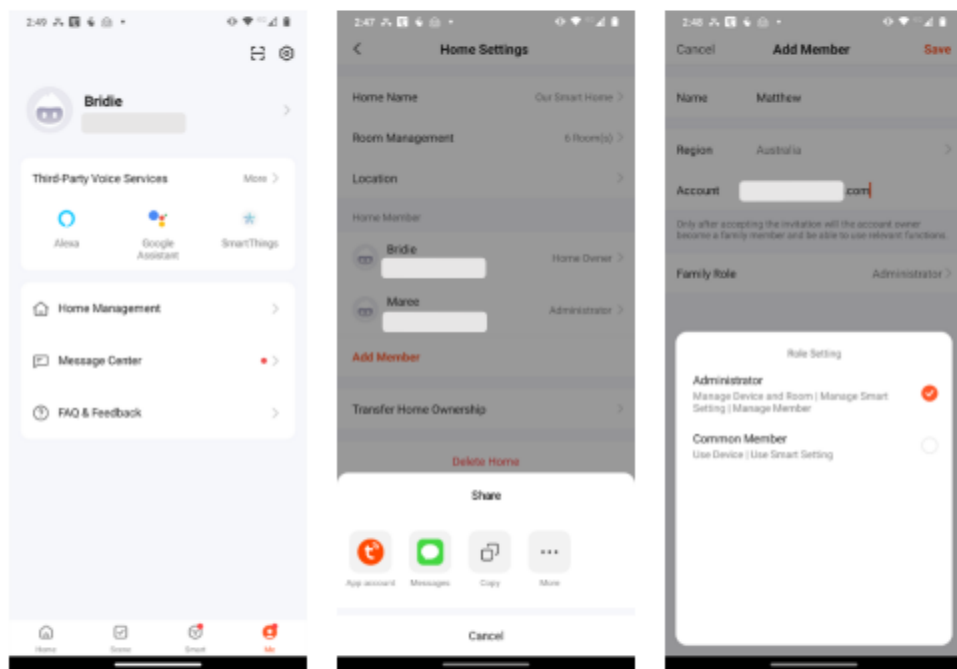 2:49
Bridie
Third-Party Voice Services
More
Alexa
Google Assistant
SmartThings
Home Management
Message Center
FAQ & Feedback
Home
Scene
Smart
Me
2:47
Home Settings
Home Name
Our Smart Home
Room Management
6 Room(s)
Location
Home Member
Bridie
Home Owner
Maree
Administrator
Add Member
Transfer Home Ownership
Delete Home
Share
App account
Messages
Copy
More
Cancel
2:48
Cancel
Add Member
Save
Name
Matthew
Region
Australia
Account
.com
Only after accepting the invitation will the account owner
become a family member and be able to use relevant functions.
Family Role
Administrator
Role Setting
Administrator
Manage Device and Room | Manage Smart
Setting | Manage Member
Common Member
Use Device | Use Smart Setting